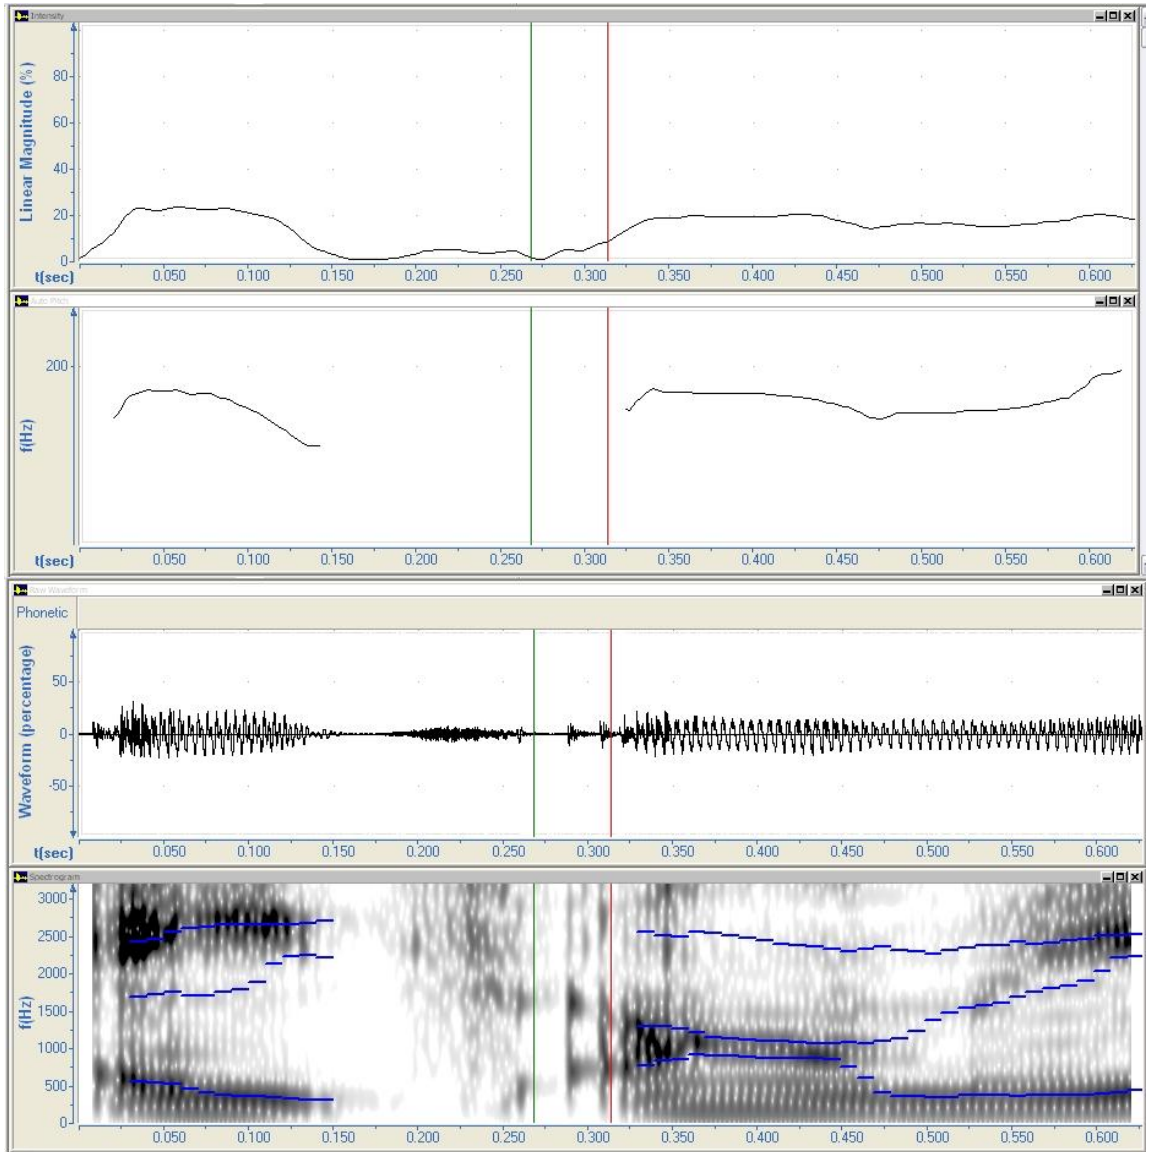 Intensity
Linear Magnitude (%)
80
60
40
20
0
t(sec) 0.050 0.100 0.150 0.200 0.250 0.300 0.350 0.400 0.450 0.500 0.550 0.600
Auto Pitch
f(Hz)
200
t(sec) 0.050 0.100 0.150 0.200 0.250 0.300 0.350 0.400 0.450 0.500 0.550 0.600
Raw Waveform
Phonetic
Waveform (percentage)
50
0
-50
t(sec) 0.050 0.100 0.150 0.200 0.250 0.300 0.350 0.400 0.450 0.500 0.550 0.600
Spectrogram
f(Hz)
3000
2500
2000
1500
1000
500
0
t(sec) 0.050 0.100 0.150 0.200 0.250 0.300 0.350 0.400 0.450 0.500 0.550 0.600